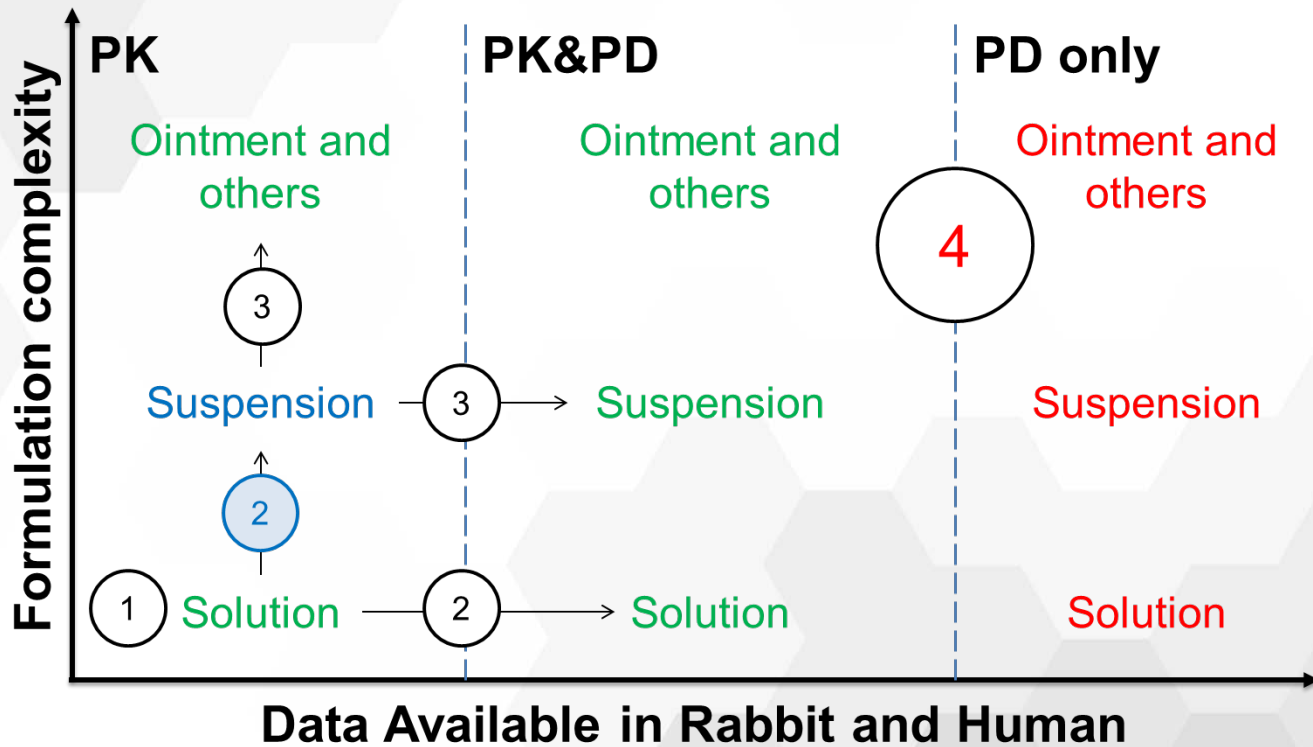 PK
PK&PD
PD only
Formulation complexity
Ointment and
others
Ointment and
others
Ointment and
others
4
3
Suspension
3
Suspension
Suspension
2
1
Solution
2
Solution
Solution
Data Available in Rabbit and Human